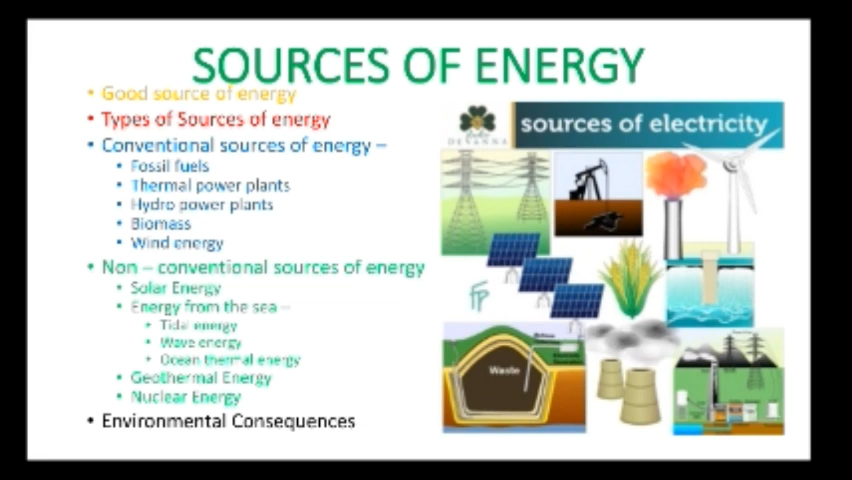 SOURCES OF ENERGY
• Good source of energy
• Types of Sources of energy
• Conventional sources of energy –
• Fossil fuels
• Thermal power plants
• Hydro power plants
• Biomass
• Wind energy
• Non – conventional sources of energy
• Solar Energy
• Energy from the sea –
• Tidal energy
• Wave energy
• Ocean thermal energy
• Geothermal Energy
• Nuclear Energy
• Environmental Consequences
sources of electricity
Waste